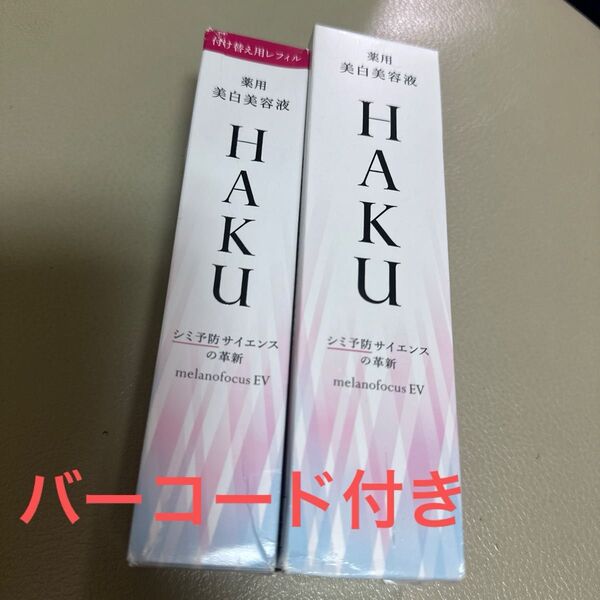 付け替え用レフィル
薬用
美白美容液
HAKU
シミ予防サイエンス
の革新
melanofocus EV
薬用
美白美容液
HAKU
シミ予防サイエンス
の革新
melanofocus EV
バーコード付き